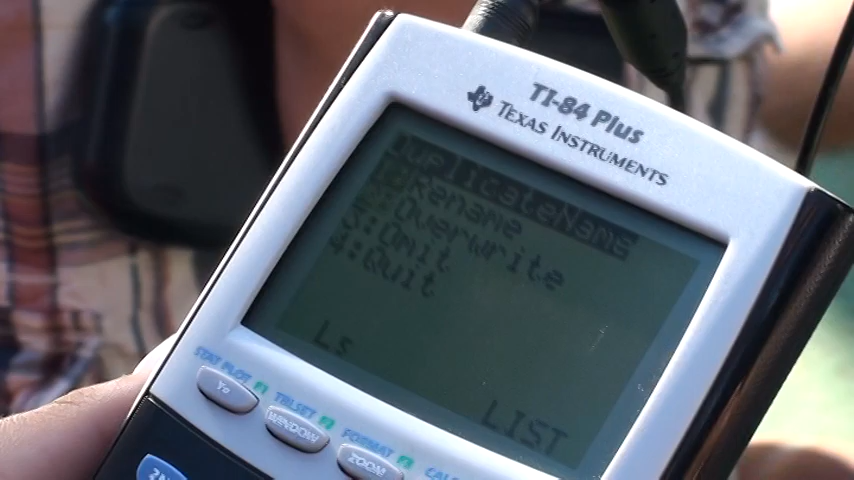 TI-84 Plus
TEXAS INSTRUMENTS
DuplicateName
1:Rename
2:Overwrite
3:Omit
4:Quit
LIST
STAT PLOT F1
TBLSET F2
FORMAT F3
Y=
WINDOW
ZOOM